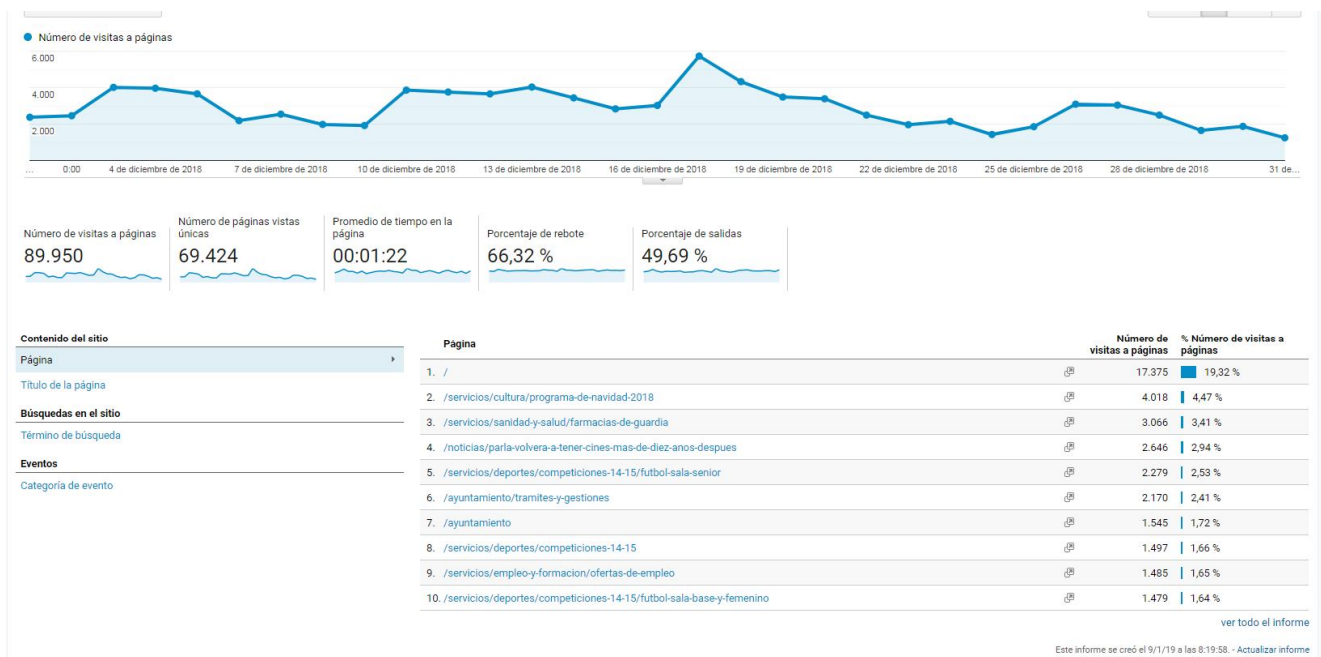 Número de visitas a páginas
6.000
4.000
2.000
... 0:00 4 de diciembre de 2018 7 de diciembre de 2018 10 de diciembre de 2018 13 de diciembre de 2018 16 de diciembre de 2018 19 de diciembre de 2018 22 de diciembre de 2018 25 de diciembre de 2018 28 de diciembre de 2018 31 de...
Número de visitas a páginas
89.950
Número de páginas vistas
únicas
69.424
Promedio de tiempo en la
página
00:01:22
Porcentaje de rebote
66,32 %
Porcentaje de salidas
49,69 %
Contenido del sitio
Página
Título de la página
Búsquedas en el sitio
Término de búsqueda
Eventos
Categoría de evento
Página
Número de
visitas a páginas
% Número de visitas a
páginas
1. / 17.375 19,32 %
2. /servicios/cultura/programa-de-navidad-2018 4.018 4,47 %
3. /servicios/sanidad-y-salud/farmacias-de-guardia 3.066 3,41 %
4. /noticias/parla-volvera-a-tener-cines-mas-de-diez-anos-despues 2.646 2,94 %
5. /servicios/deportes/competiciones-14-15/futbol-sala-senior 2.279 2,53 %
6. /ayuntamiento/tramites-y-gestiones 2.170 2,41 %
7. /ayuntamiento 1.545 1,72 %
8. /servicios/deportes/competiciones-14-15 1.497 1,66 %
9. /servicios/empleo-y-formacion/ofertas-de-empleo 1.485 1,65 %
10. /servicios/deportes/competiciones-14-15/futbol-sala-base-y-femenino 1.479 1,64 %
ver todo el informe
Este informe se creó el 9/1/19 a las 8:19:58. - Actualizar informe